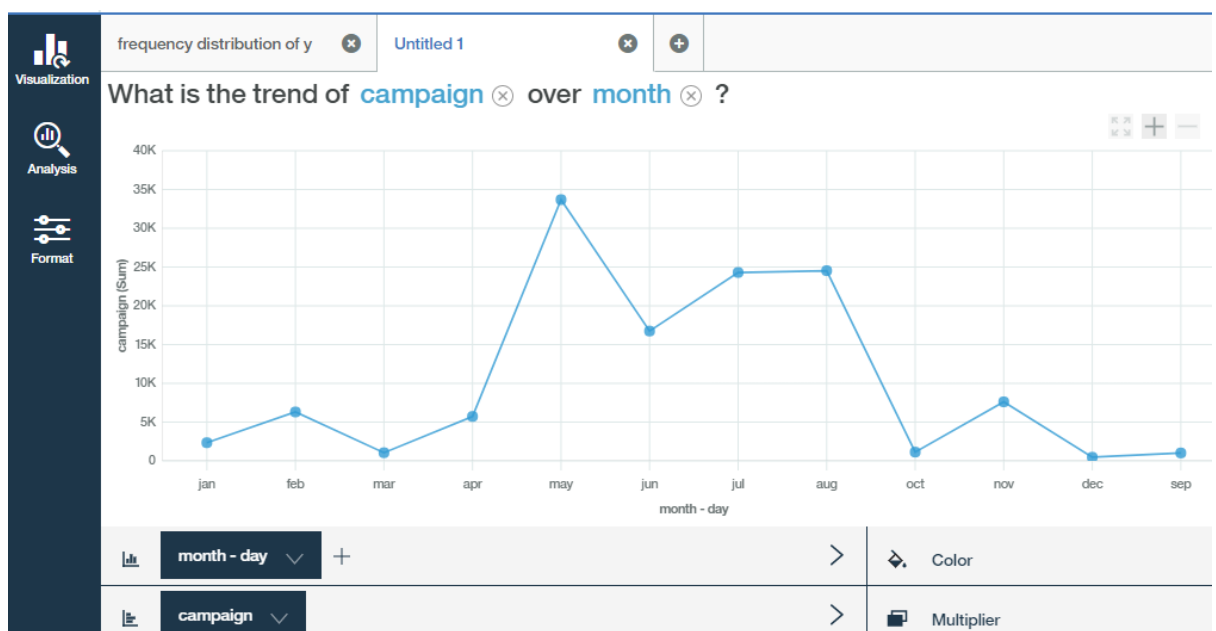 Visualization
Analysis
Format
frequency distribution of y
Untitled 1
What is the trend of campaign over month ?
40K
35K
30K
25K
20K
15K
10K
5K
0
campaign (Sum)
jan feb mar apr may jun jul aug oct nov dec sep
month - day
month - day
Color
campaign
Multiplier